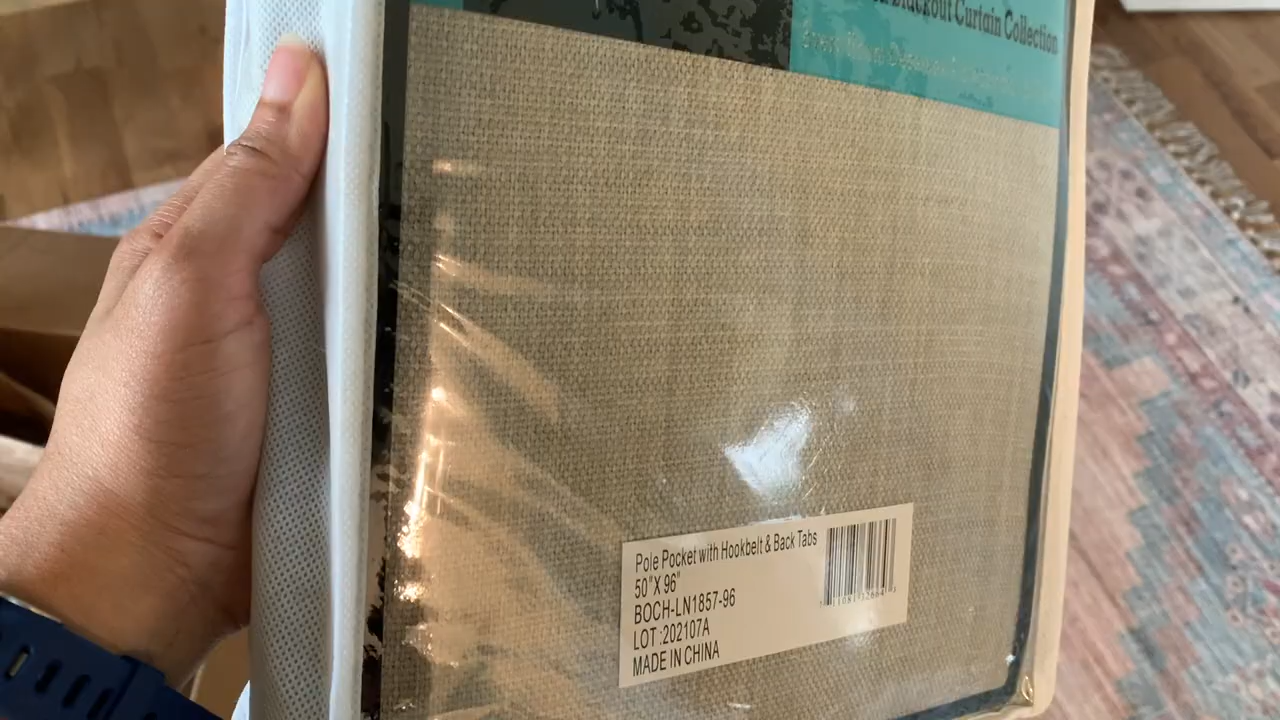 Blackout Curtain Collection
Pole Pocket with Hookbelt & Back Tabs
50"X 96"
BOCH-LN1857-96
LOT :202107A
MADE IN CHINA